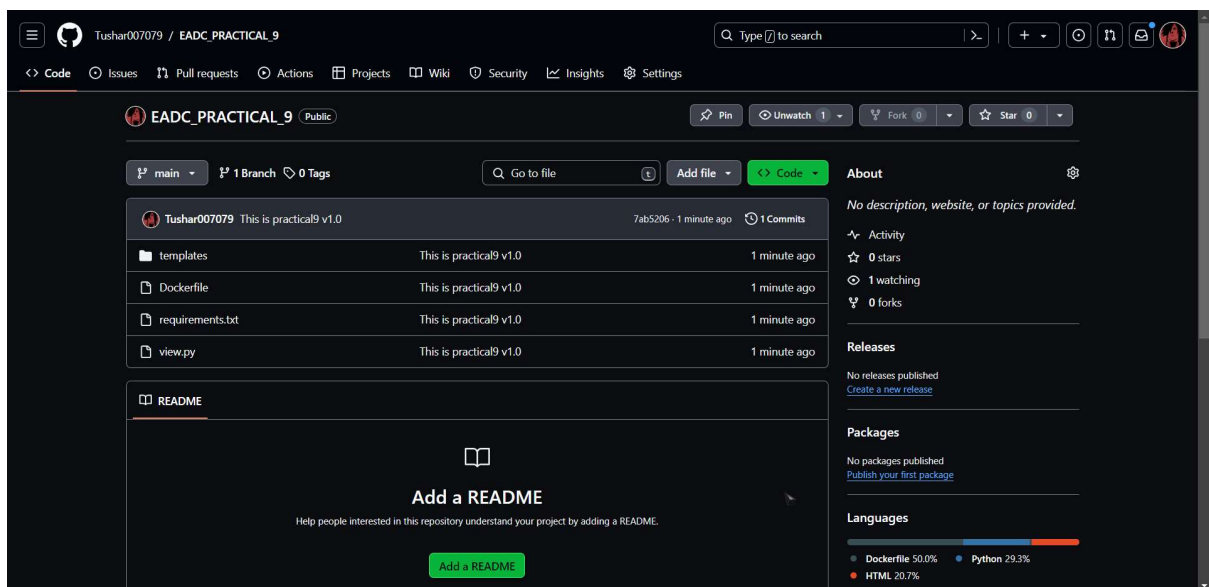 Tushar007079 / EADC_PRACTICAL_9
Type / to search
Code Issues Pull requests Actions Projects Wiki Security Insights Settings
EADC_PRACTICAL_9 Public
Pin Unwatch 1 Fork 0 Star 0
main 1 Branch 0 Tags
Go to file t Add file <> Code
Tushar007079 This is practical9 v1.0 7ab5206 · 1 minute ago 1 Commits
templates This is practical9 v1.0 1 minute ago
Dockerfile This is practical9 v1.0 1 minute ago
requirements.txt This is practical9 v1.0 1 minute ago
view.py This is practical9 v1.0 1 minute ago
README
Add a README
Help people interested in this repository understand your project by adding a README.
Add a README
About
No description, website, or topics provided.
Activity
0 stars
1 watching
0 forks
Releases
No releases published
Create a new release
Packages
No packages published
Publish your first package
Languages
Dockerfile 50.0% Python 29.3%
HTML 20.7%